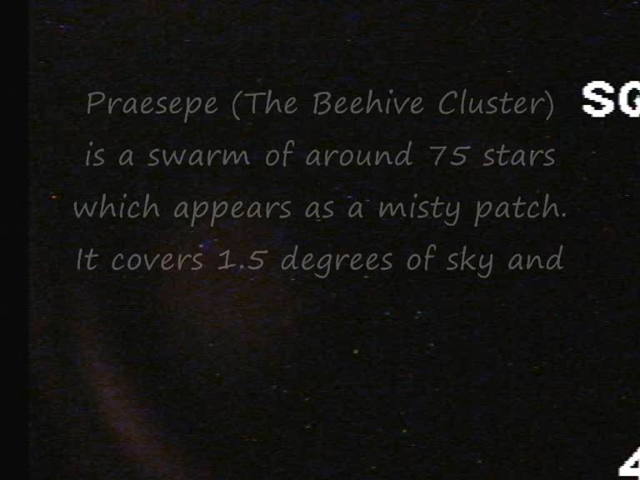 Praesepe (The Beehive Cluster)
is a swarm of around 75 stars
which appears as a misty patch.
It covers 1.5 degrees of sky and
SQ
4